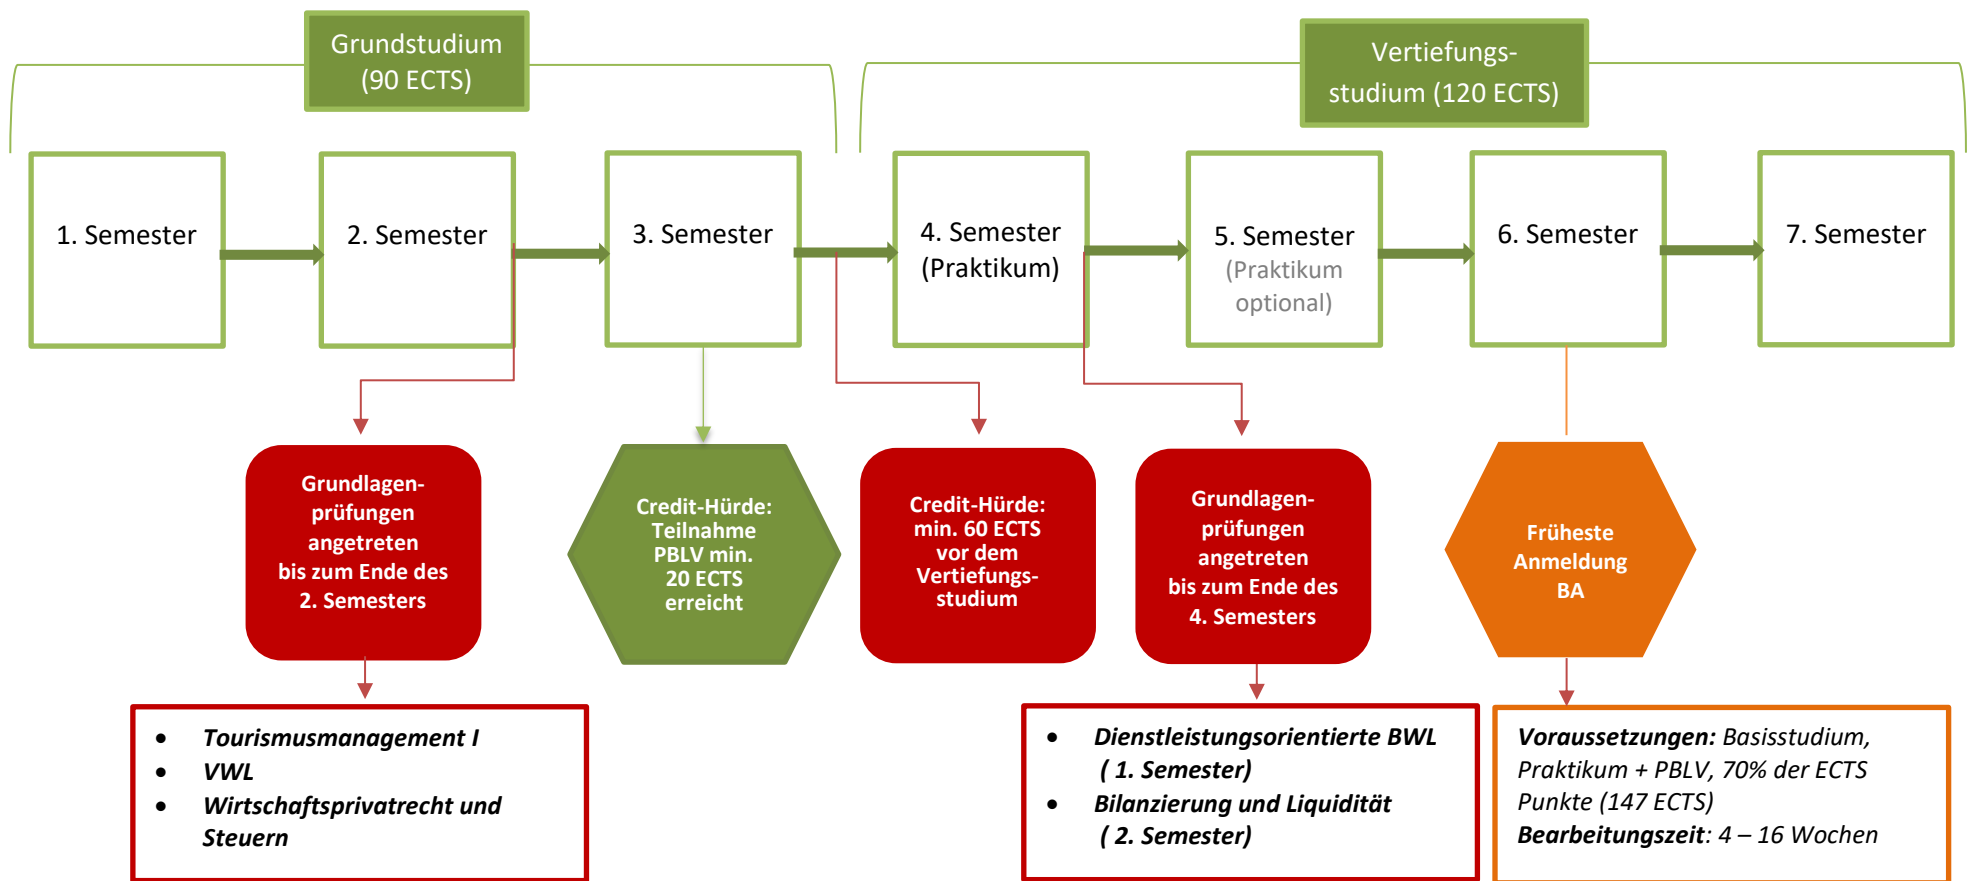 Grundstudium
(90 ECTS)
Vertiefungs-
studium (120 ECTS)
1. Semester
2. Semester
3. Semester
4. Semester
(Praktikum)
5. Semester
(Praktikum
optional)
6. Semester
7. Semester
Grundlagen-
prüfungen
angetreten
bis zum Ende des
2. Semesters
Credit-Hürde:
Teilnahme
PBLV min.
20 ECTS
erreicht
Credit-Hürde:
min. 60 ECTS
vor dem
Vertiefungs-
studium
Grundlagen-
prüfungen
angetreten
bis zum Ende des
4. Semesters
Früheste
Anmeldung
BA
• Tourismusmanagement I
• VWL
• Wirtschaftsprivatrecht und
Steuern
• Dienstleistungsorientierte BWL
( 1. Semester)
• Bilanzierung und Liquidität
( 2. Semester)
Voraussetzungen: Basisstudium,
Praktikum + PBLV, 70% der ECTS
Punkte (147 ECTS)
Bearbeitungszeit: 4 – 16 Wochen